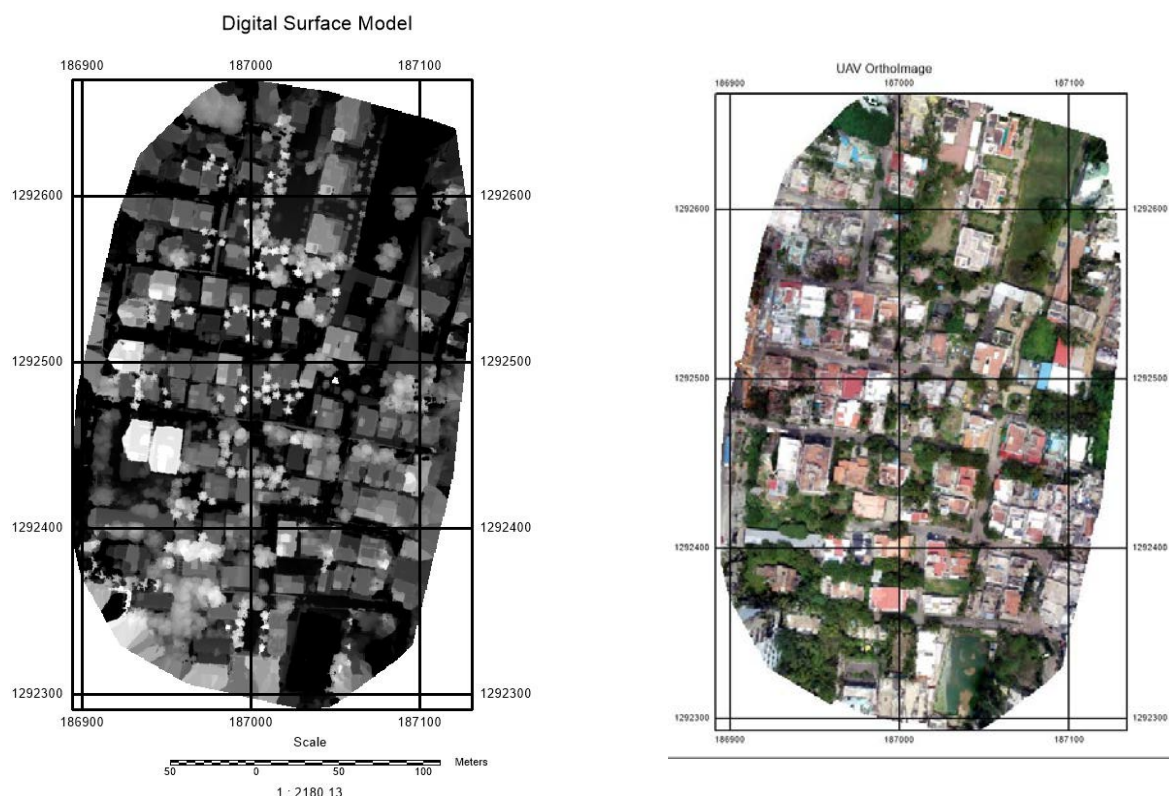 Digital Surface Model
186900 187000 187100
1292600 1292600
1292500 1292500
1292400 1292400
1292300 1292300
186900 187000 187100
Scale
50 0 50 100 Meters
1 : 2180.13
UAV OrthoImage
186900 187000 187100
1292600 1292600
1292500 1292500
1292400 1292400
1292300 1292300
186900 187000 187100